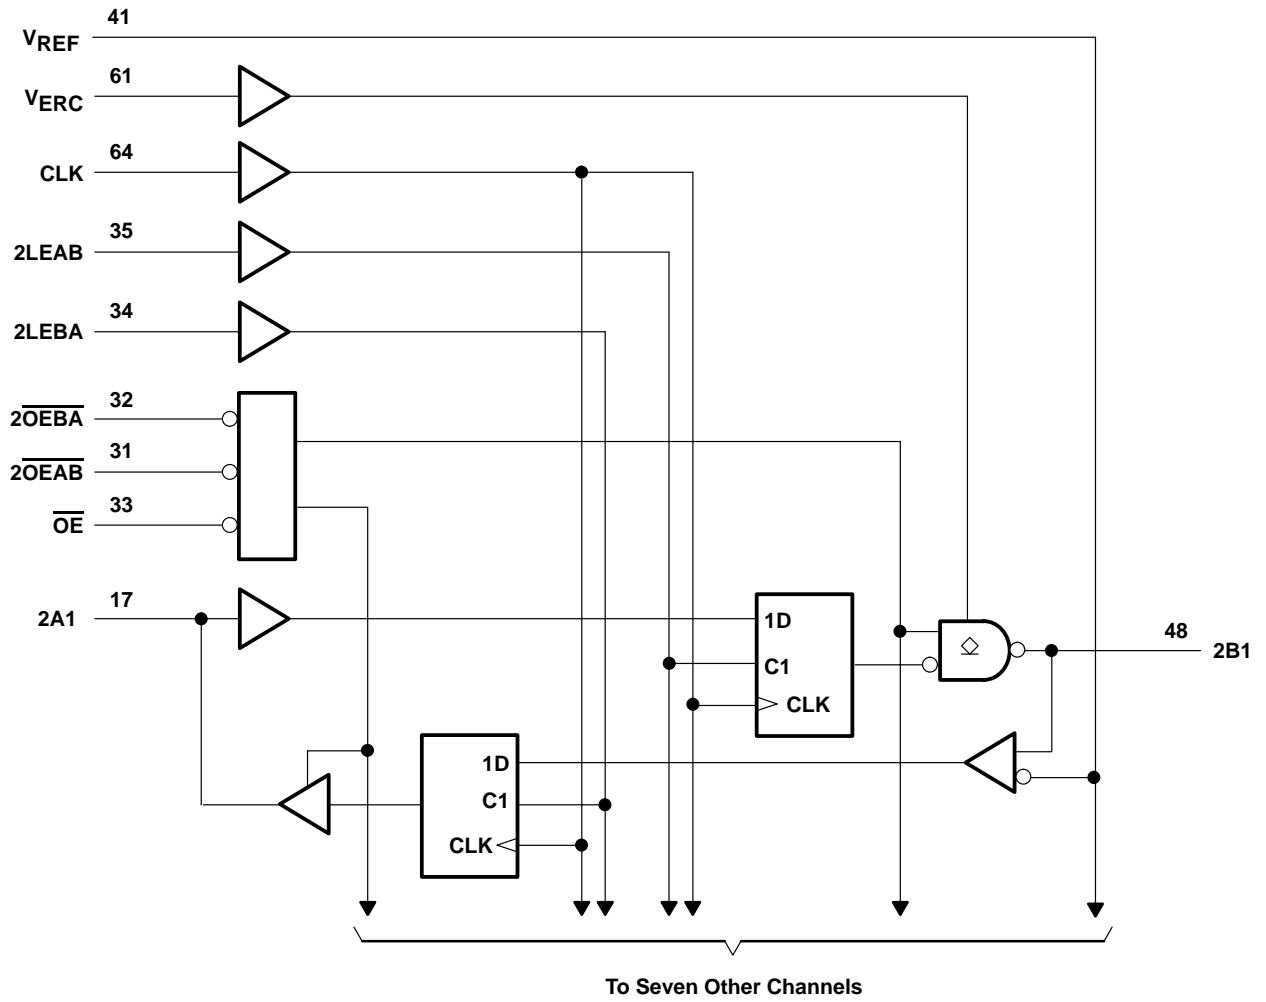 41
VREF
61
VERC
64
CLK
35
2LEAB
34
2LEBA
32
2OEBA
31
2OEAB
33
OE
17
2A1
1D
C1
CLK
48
2B1
1D
C1
CLK
To Seven Other Channels